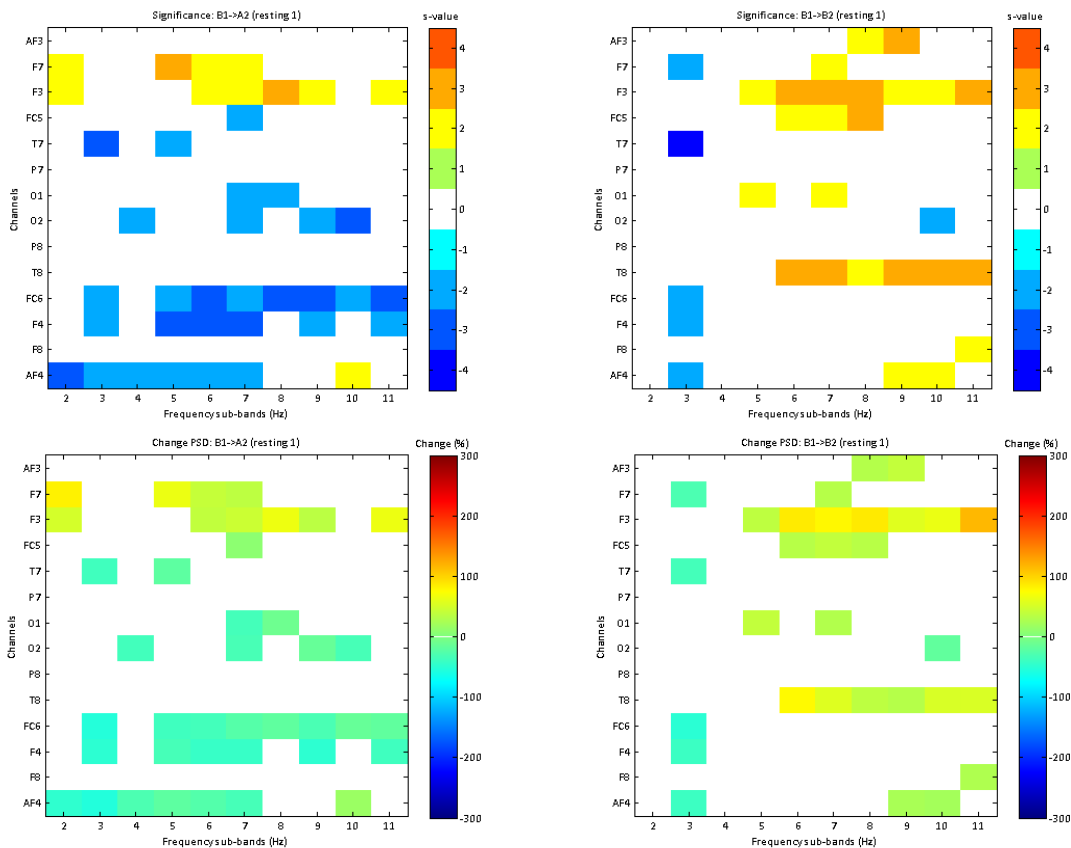 Significance: B1->A2 (resting 1)
s-value
AF3
F7
F3
FC5
T7
P7
O1
O2
P8
T8
FC6
F4
F8
AF4
Channels
2 3 4 5 6 7 8 9 10 11
Frequency sub-bands (Hz)
4
3
2
1
0
-1
-2
-3
-4
Significance: B1->B2 (resting 1)
s-value
AF3
F7
F3
FC5
T7
P7
O1
O2
P8
T8
FC6
F4
F8
AF4
Channels
2 3 4 5 6 7 8 9 10 11
Frequency sub-bands (Hz)
4
3
2
1
0
-1
-2
-3
-4
Change PSD: B1->A2 (resting 1)
Change (%)
AF3
F7
F3
FC5
T7
P7
O1
O2
P8
T8
FC6
F4
F8
AF4
Channels
2 3 4 5 6 7 8 9 10 11
Frequency sub-bands (Hz)
300
200
100
0
-100
-200
-300
Change PSD: B1->B2 (resting 1)
Change (%)
AF3
F7
F3
FC5
T7
P7
O1
O2
P8
T8
FC6
F4
F8
AF4
Channels
2 3 4 5 6 7 8 9 10 11
Frequency sub-bands (Hz)
300
200
100
0
-100
-200
-300